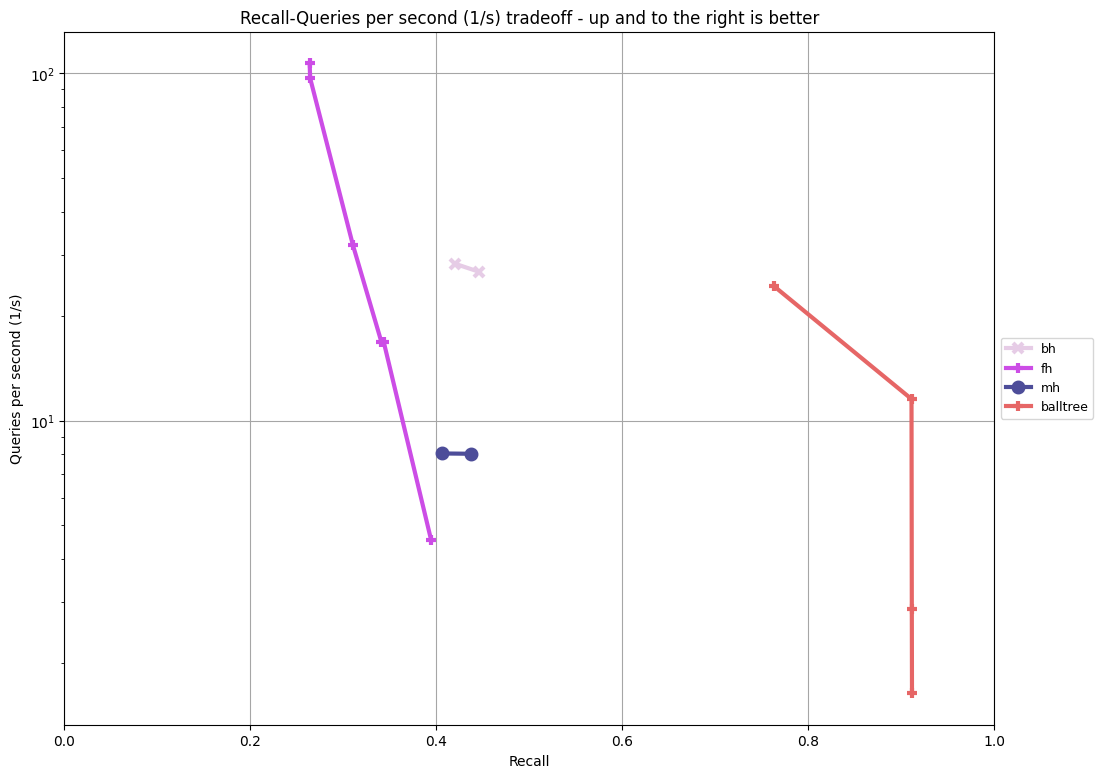 Recall-Queries per second (1/s) tradeoff - up and to the right is better
Queries per second (1/s)
10²
10¹
0.0 0.2 0.4 0.6 0.8 1.0
Recall
bh
fh
mh
balltree